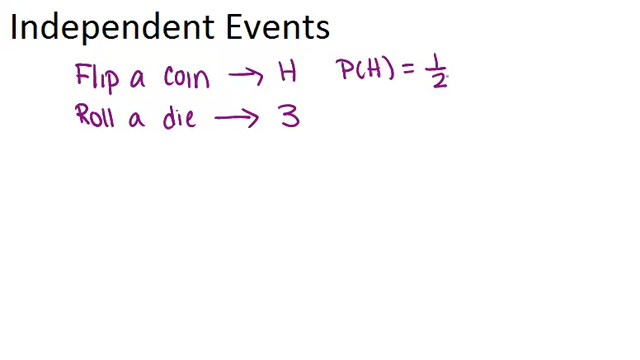 Independent Events
Flip a coin → H P(H) = 1/2
Roll a die → 3